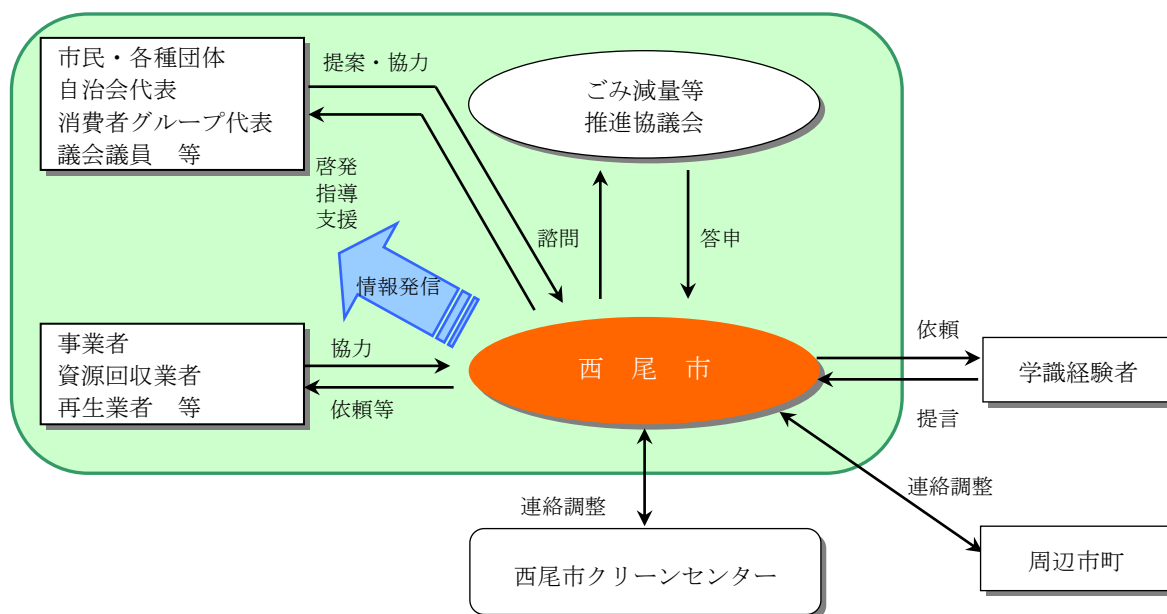 市民・各種団体
自治会代表
消費者グループ代表
議会議員　等
提案・協力
ごみ減量等
推進協議会
啓発
指導
支援
諮問
答申
情報発信
事業者
資源回収業者
再生業者　等
協力
依頼等
西　尾　市
依頼
学識経験者
提言
連絡調整
連絡調整
西尾市クリーンセンター
周辺市町